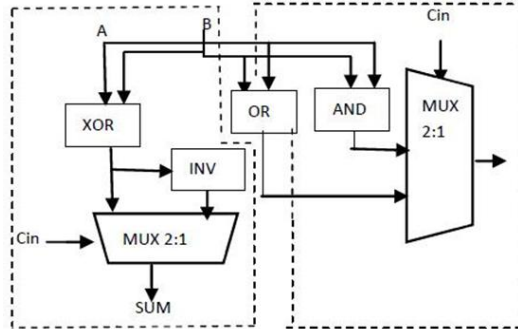 A
B
Cin
XOR
OR
AND
MUX
2:1
INV
Cin
MUX 2:1
SUM